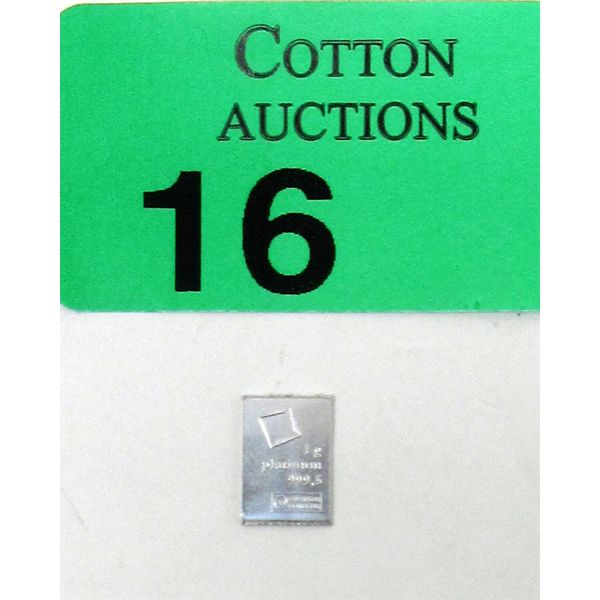 COTTON
AUCTIONS
16
1 g
platinum
999,5